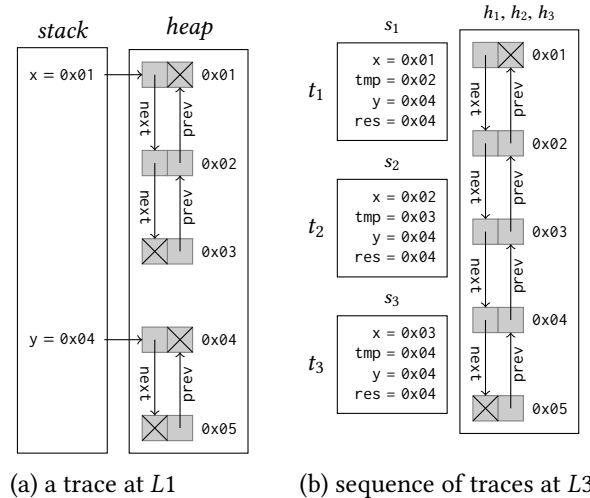 stack
heap
x = 0x01
0x01
next
prev
0x02
next
prev
0x03
y = 0x04
0x04
next
prev
0x05
(a) a trace at L1
s1
h1, h2, h3
t1
x = 0x01
tmp = 0x02
y = 0x04
res = 0x04
s2
t2
x = 0x02
tmp = 0x03
y = 0x04
res = 0x04
s3
t3
x = 0x03
tmp = 0x04
y = 0x04
res = 0x04
0x01
next
prev
0x02
next
prev
0x03
next
prev
0x04
next
prev
0x05
(b) sequence of traces at L3